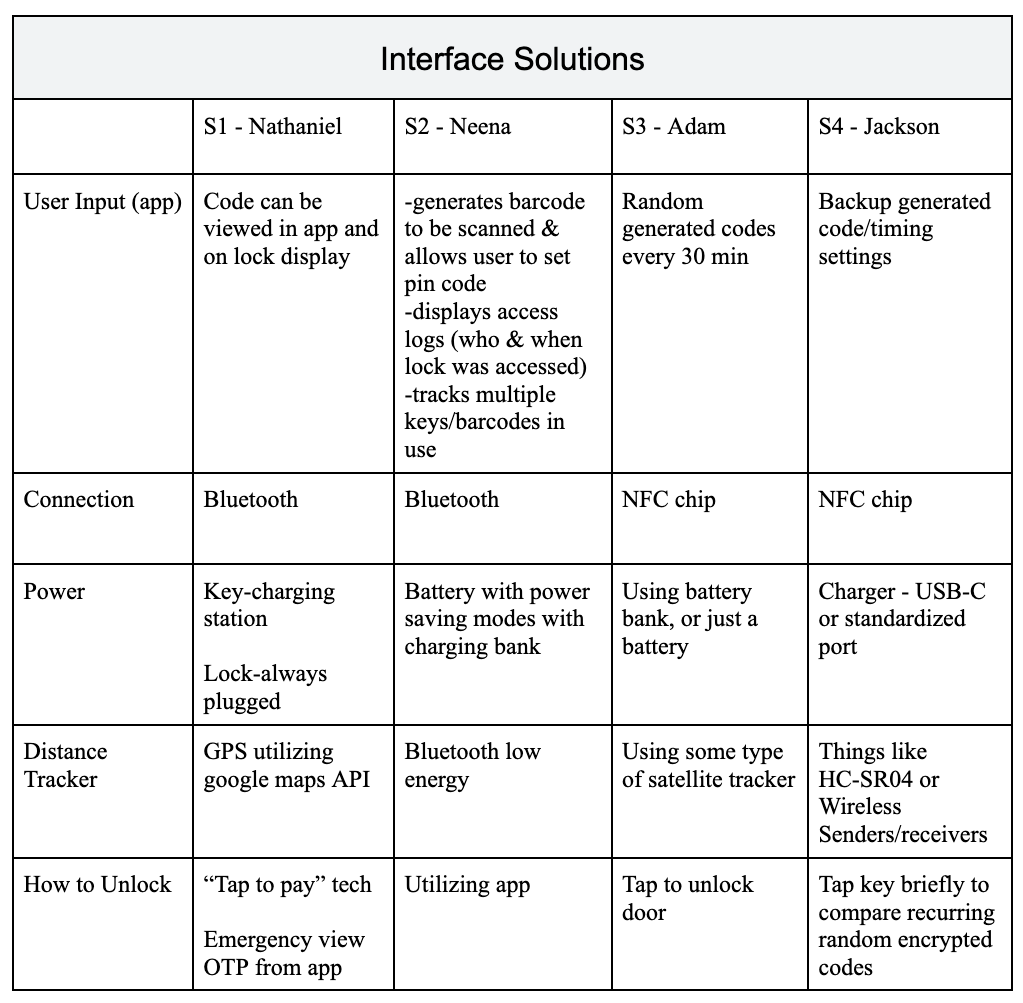 Interface Solutions
S1 - Nathaniel
S2 - Neena
S3 - Adam
S4 - Jackson
User Input (app)
Code can be
viewed in app and
on lock display
-generates barcode
to be scanned &
allows user to set
pin code
-displays access
logs (who & when
lock was accessed)
-tracks multiple
keys/barcodes in
use
Random
generated codes
every 30 min
Backup generated
code/timing
settings
Connection
Bluetooth
Bluetooth
NFC chip
NFC chip
Power
Key-charging
station
Lock-always
plugged
Battery with power
saving modes with
charging bank
Using battery
bank, or just a
battery
Charger - USB-C
or standardized
port
Distance
Tracker
GPS utilizing
google maps API
Bluetooth low
energy
Using some type
of satellite tracker
Things like
HC-SR04 or
Wireless
Senders/receivers
How to Unlock
“Tap to pay” tech
Emergency view
OTP from app
Utilizing app
Tap to unlock
door
Tap key briefly to
compare recurring
random encrypted
codes